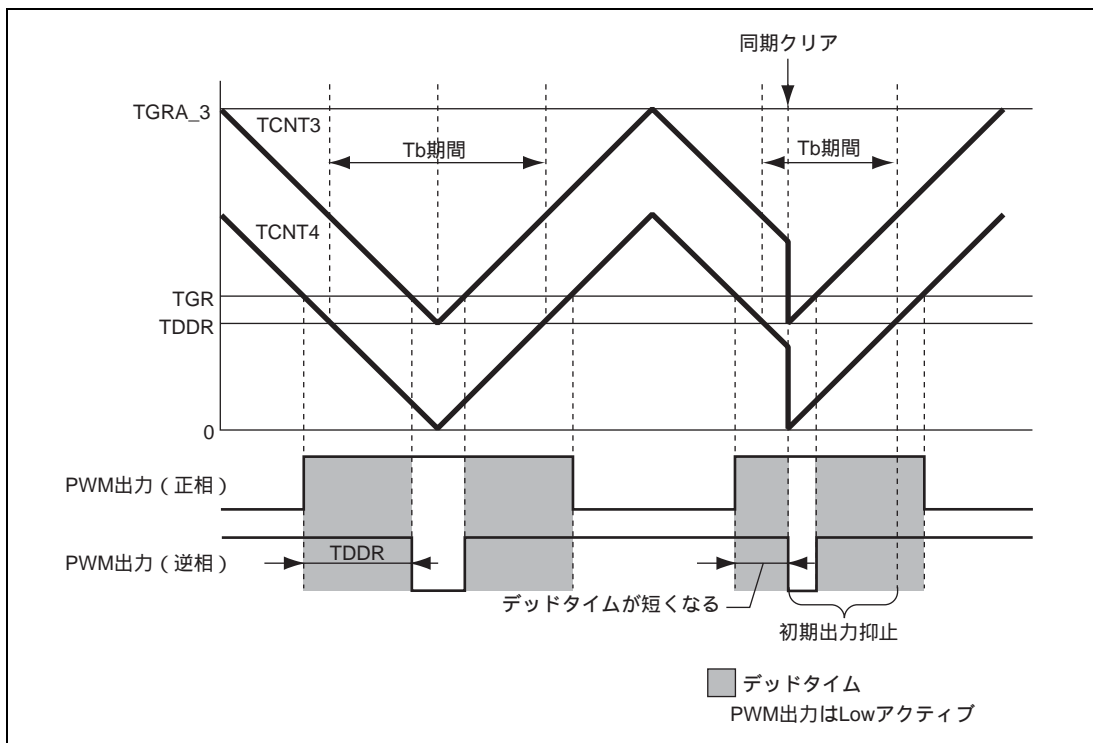 同期クリア
TGRA_3
TCNT3
Tb期間
Tb期間
TCNT4
TGR
TDDR
0
PWM出力（正相）
PWM出力（逆相）
TDDR
デッドタイムが短くなる
初期出力抑止
デッドタイム
PWM出力はLowアクティブ